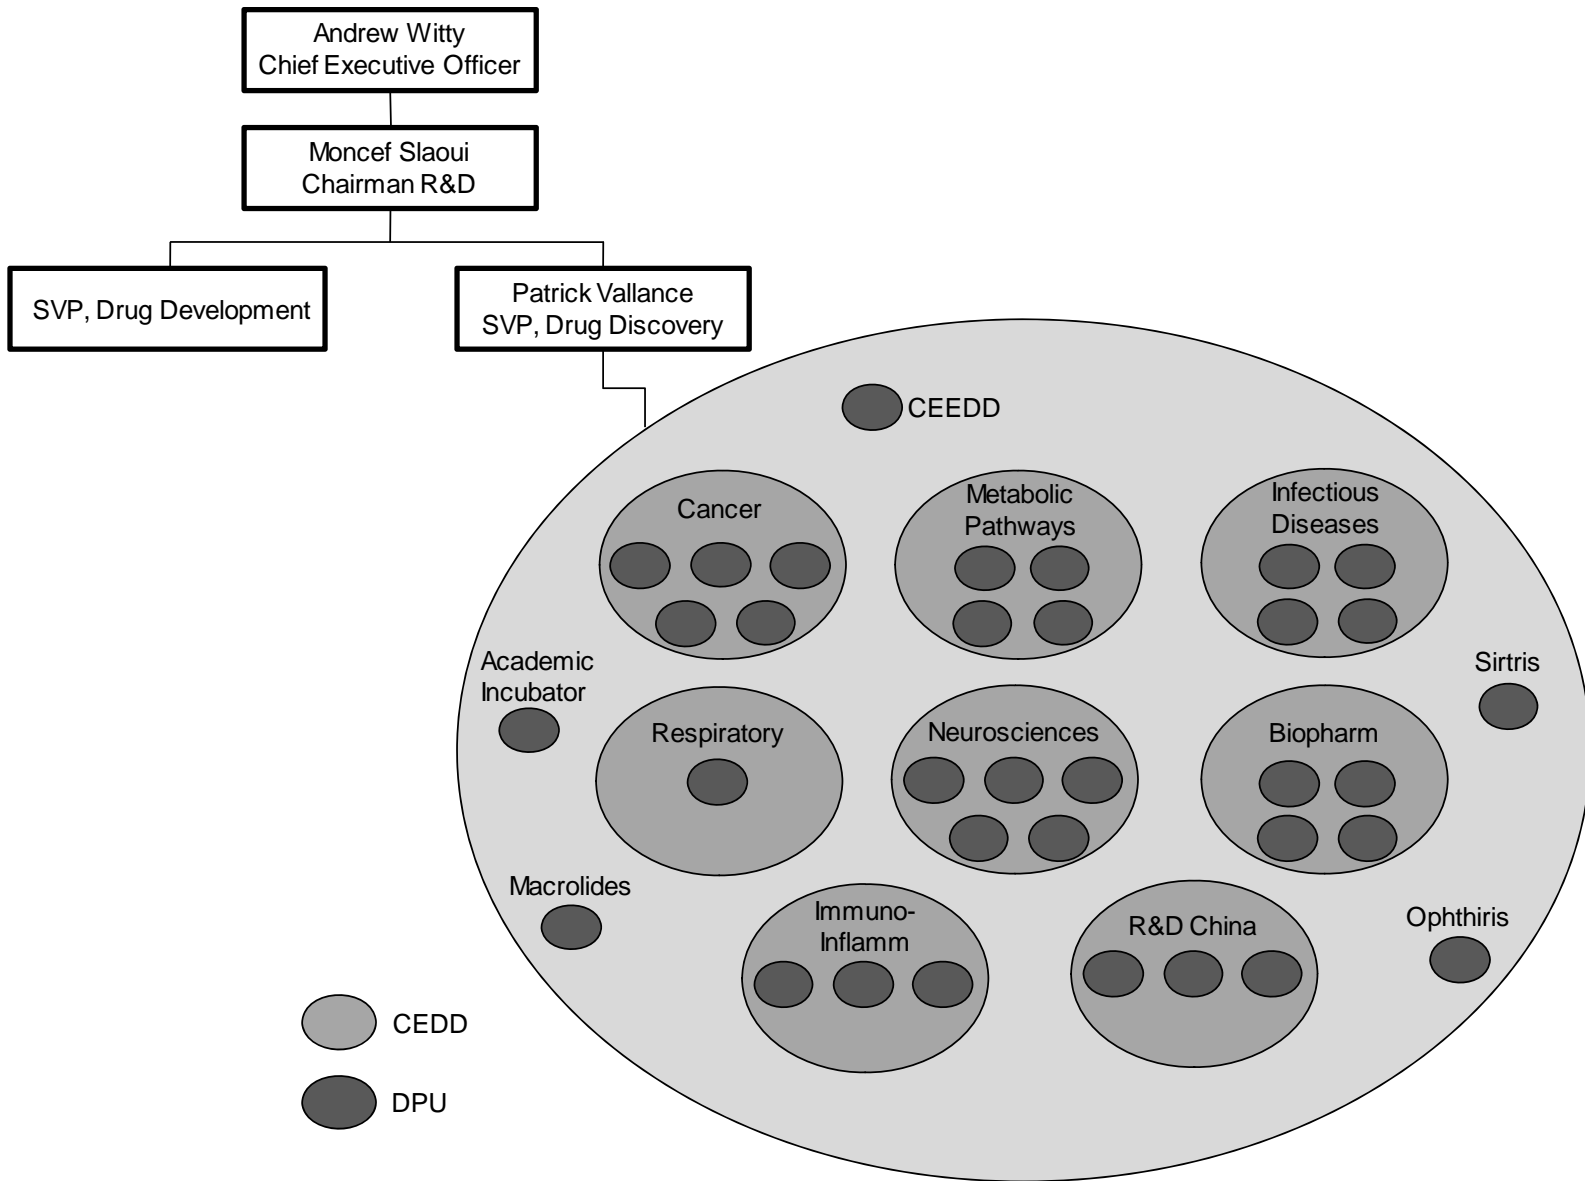 Andrew Witty
Chief Executive Officer
Moncef Slaoui
Chairman R&D
SVP, Drug Development
Patrick Vallance
SVP, Drug Discovery
CEEDD
Cancer
Metabolic
Pathways
Infectious
Diseases
Academic
Incubator
Sirtris
Respiratory
Neurosciences
Biopharm
Macrolides
Immuno-
Inflamm
R&D China
Ophthiris
CEDD
DPU